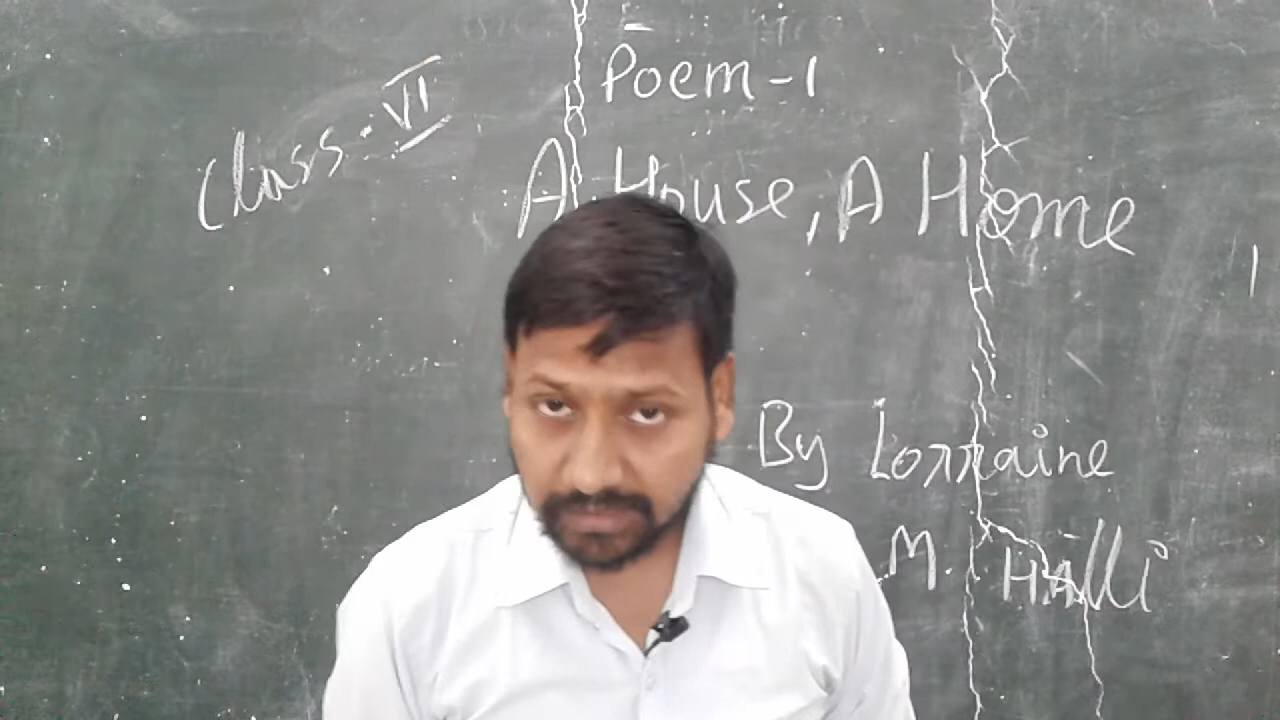 Class - VI
Poem - 1
A House, A Home
By Lorraine
M. Halli